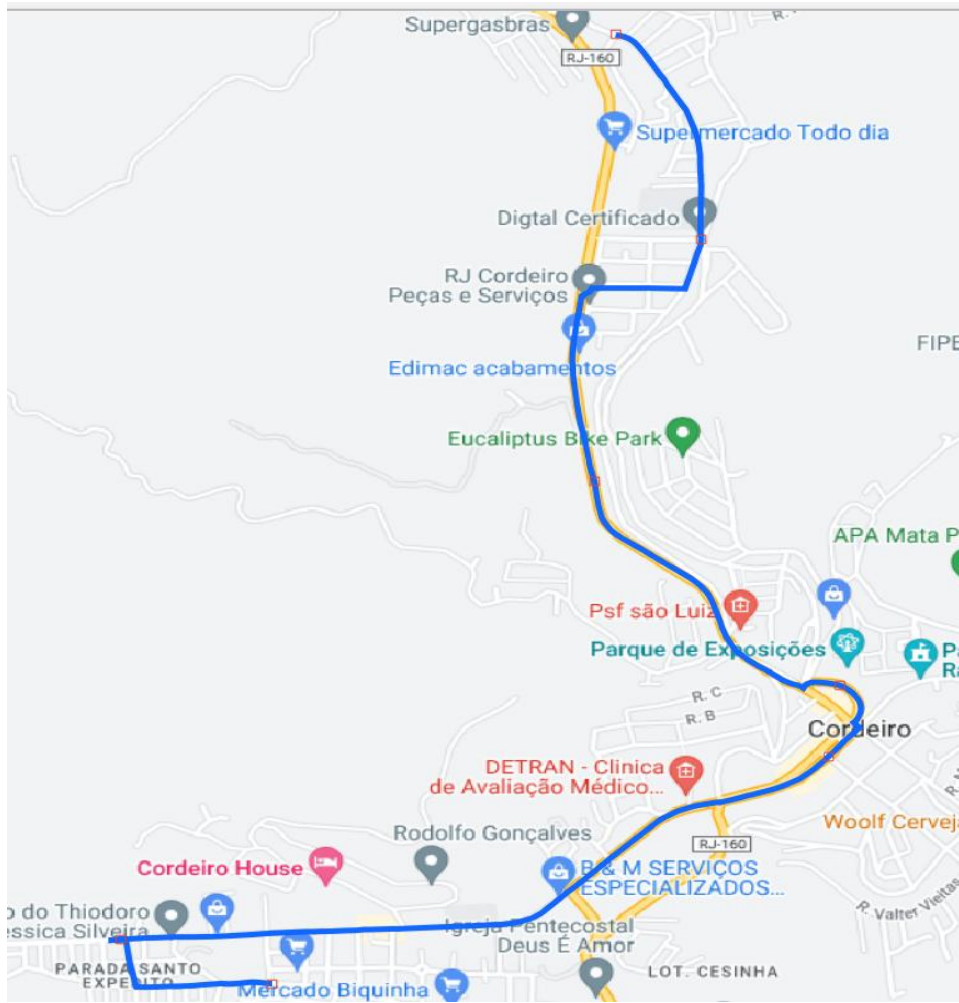 Supergasbras
RJ-160
Supermercado Todo dia
Digtal Certificado
RJ Cordeiro
Peças e Serviços
FIPE
Edimac acabamentos
Eucaliptus Bike Park
APA Mata P
Psf são Luiz
Parque de Exposições
Pa
Ra
R. C
R. B
Cordeiro
DETRAN - Clinica
de Avaliação Médico...
Woolf Cerveja
RJ-160
Rodolfo Gonçalves
Cordeiro House
B & M SERVIÇOS
ESPECIALIZADOS...
R. Valter Vieitas
o do Thiodoro
essica Silveira
Igreja Pentecostal
Deus É Amor
PARADA SANTO
EXPEDITO
Mercado Biquinha
LOT. CESINHA